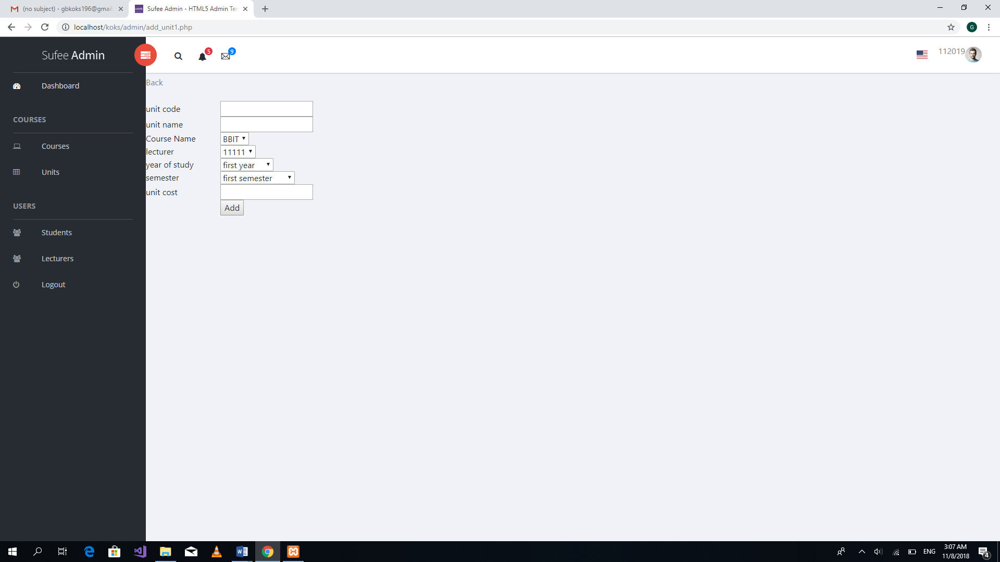 (no subject) - gbkoks196@gmail.
Sufee Admin - HTML5 Admin Ter
localhost/koks/admin/add_unit1.php
G
Sufee Admin
5
9
112019
Dashboard
Back
COURSES
Courses
Units
USERS
Students
Lecturers
Logout
unit code
unit name
Course Name BBIT
lecturer 11111
year of study first year
semester first semester
unit cost
Add
ENG
3:07 AM
11/8/2018
4